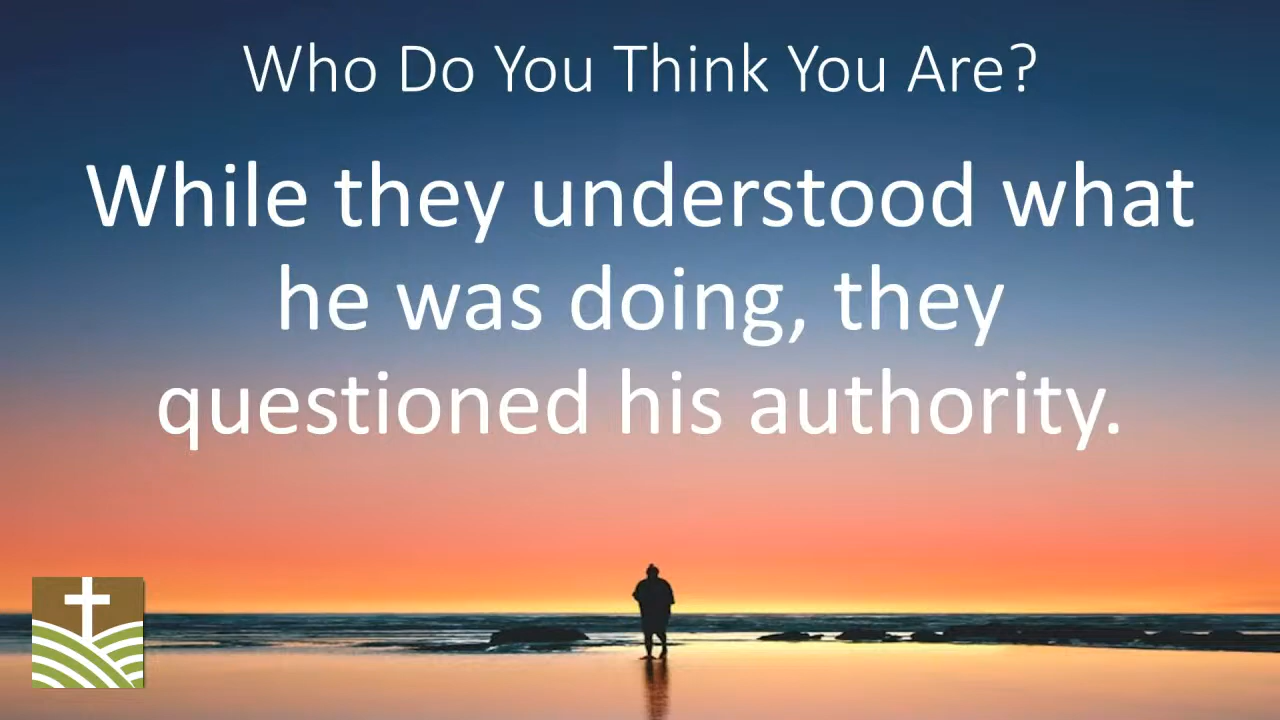 Who Do You Think You Are?
While they understood what
he was doing, they
questioned his authority.